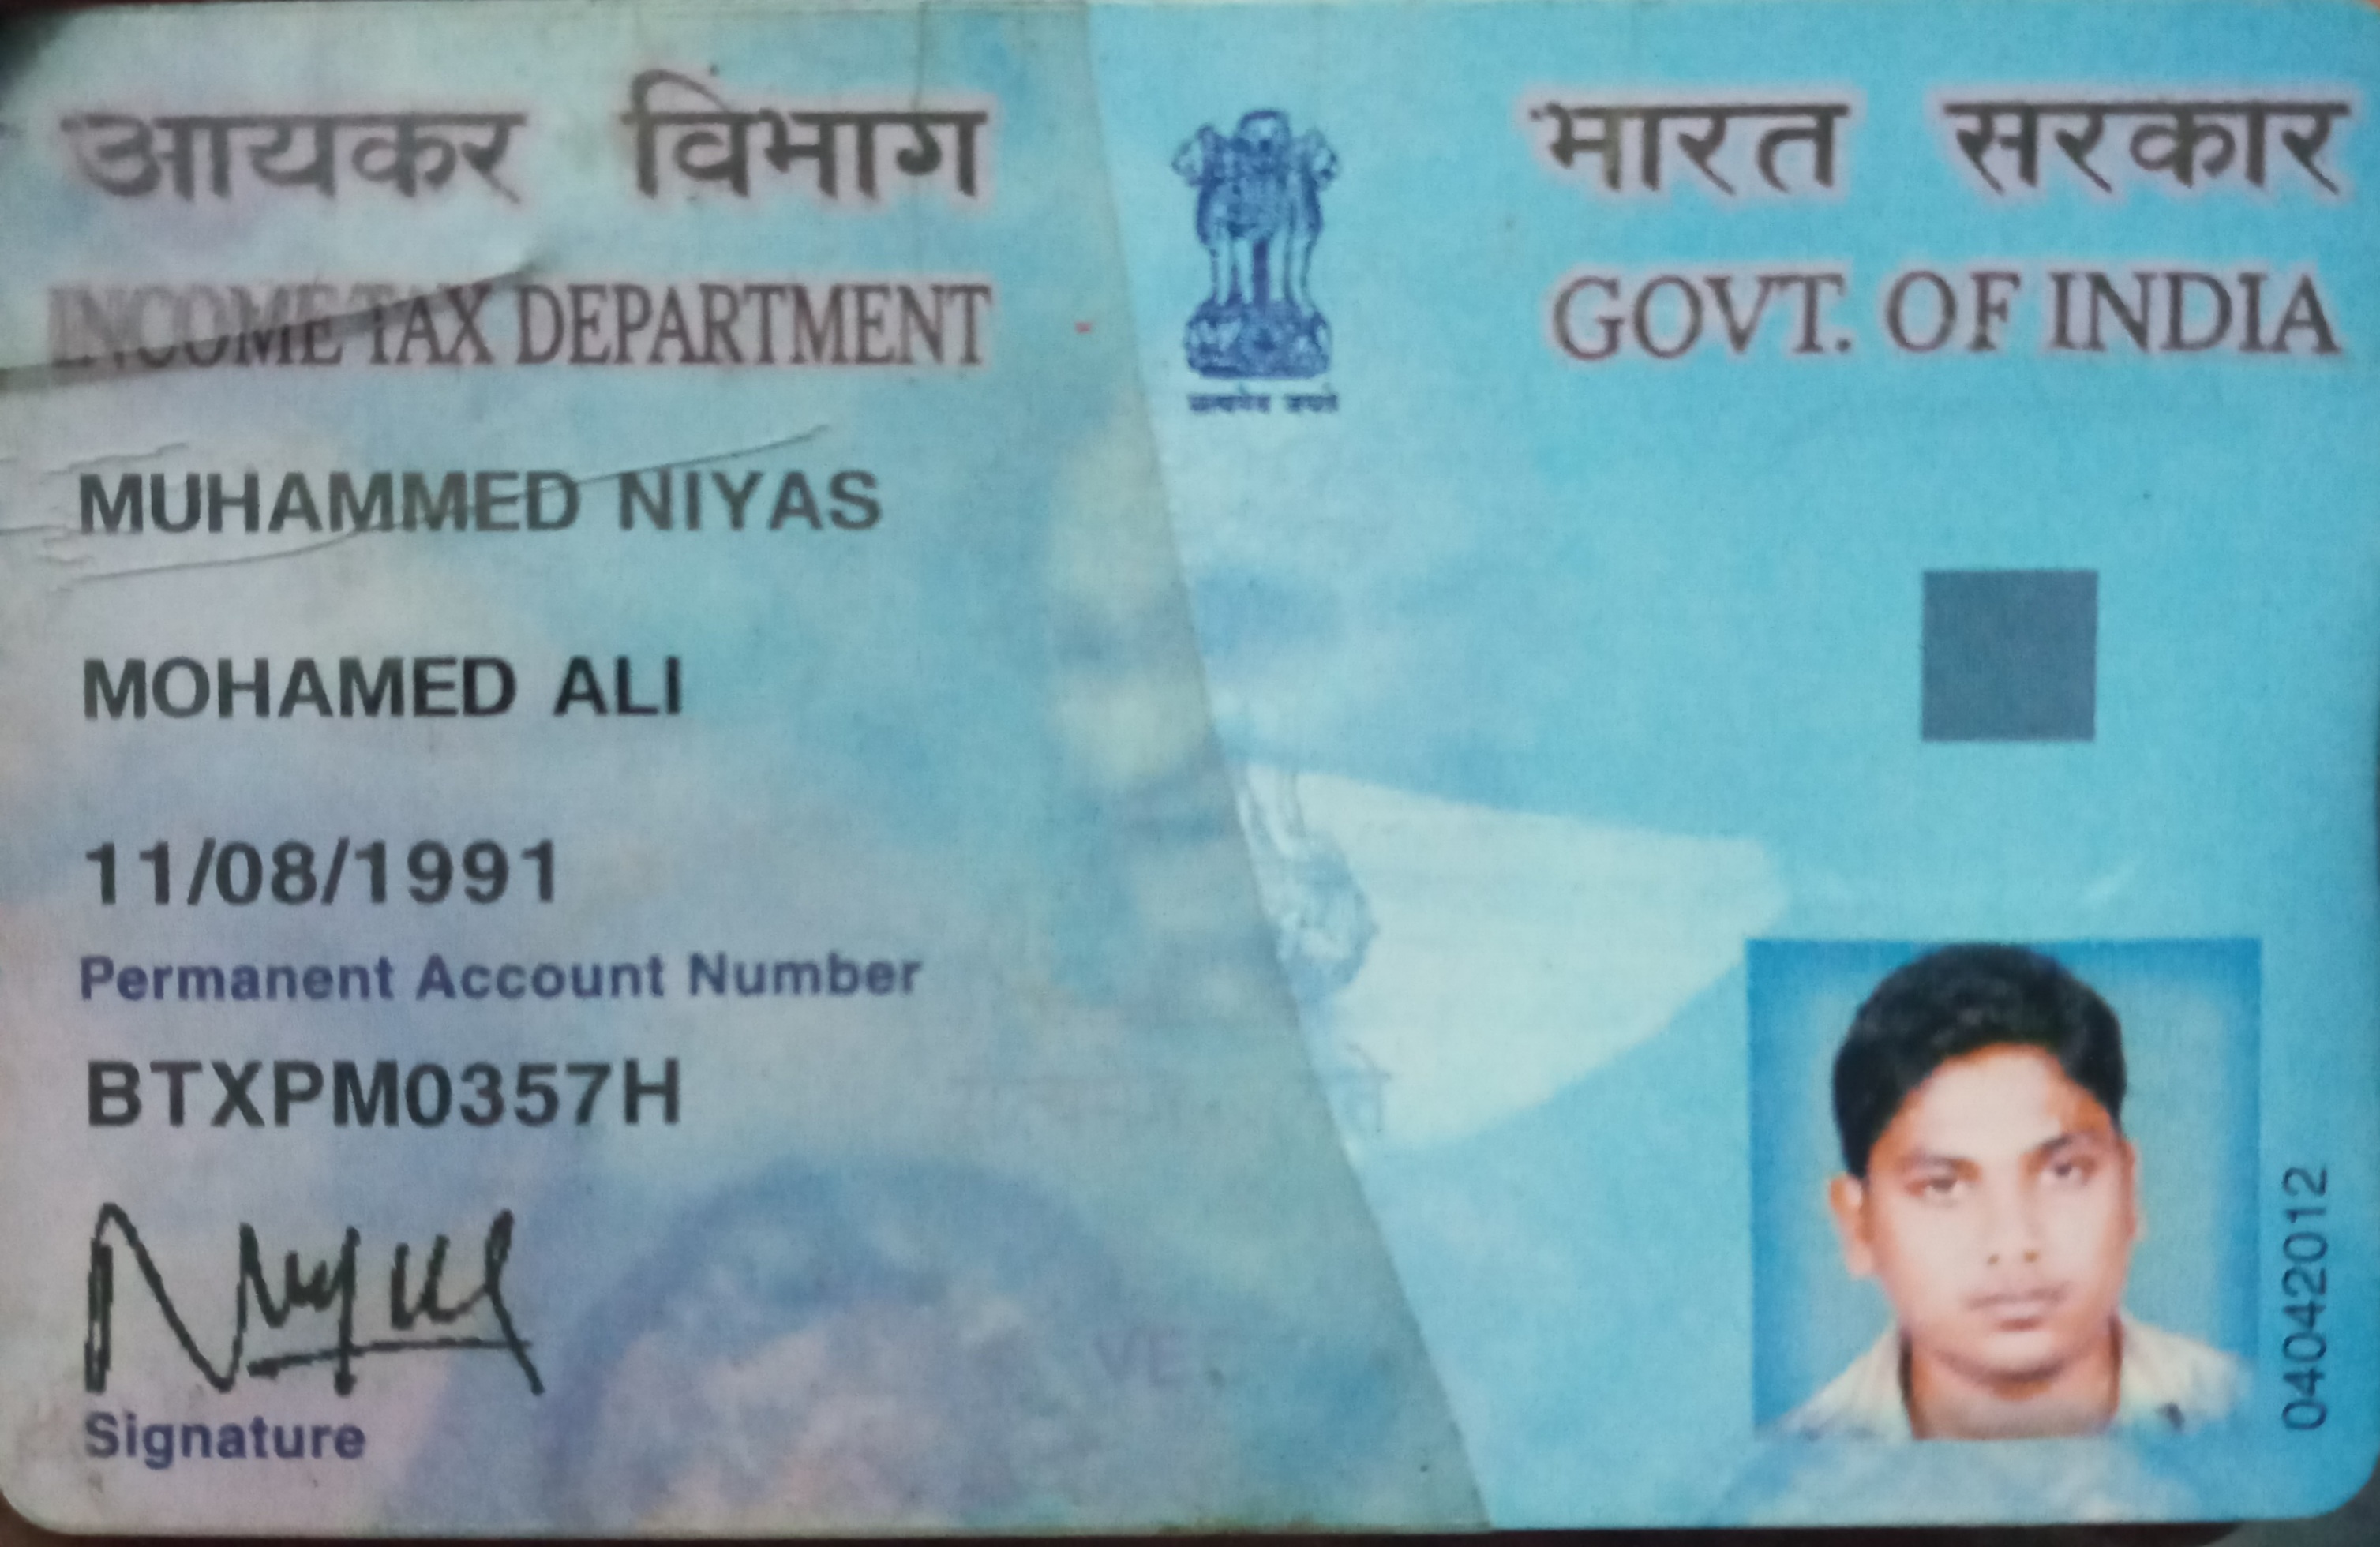 आयकर विभाग
INCOME TAX DEPARTMENT
भारत सरकार
GOVT. OF INDIA
सत्यमेव जयते
MUHAMMED NIYAS
MOHAMED ALI
11/08/1991
Permanent Account Number
BTXPM0357H
Signature
04042012